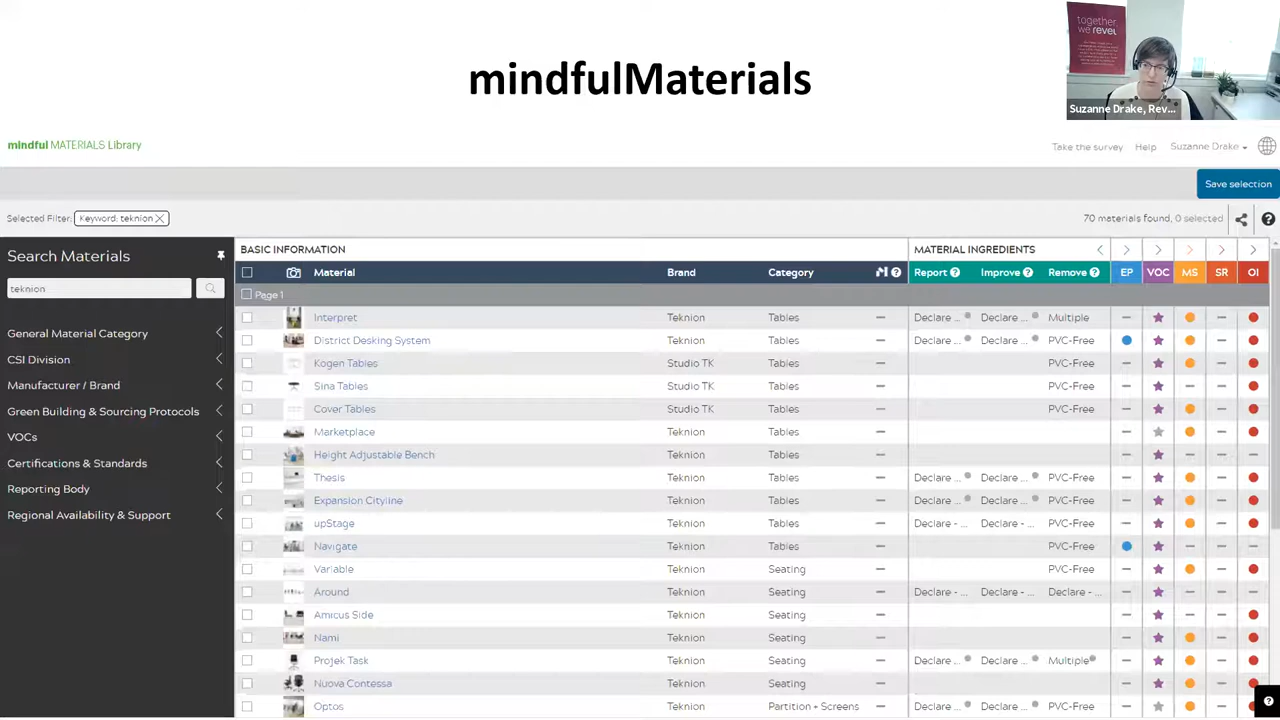 mindfulMaterials
together,
we revel
Suzanne Drake, Rev...
mindful MATERIALS Library
Take the survey Help Suzanne Drake
Save selection
Selected Filter: Keyword: teknion
70 materials found, 0 selected
Search Materials
teknion
General Material Category
CSI Division
Manufacturer / Brand
Green Building & Sourcing Protocols
VOCs
Certifications & Standards
Reporting Body
Regional Availability & Support
BASIC INFORMATION MATERIAL INGREDIENTS
Material Brand Category Report Improve Remove EP VOC MS SR OI
Page 1
Interpret Teknion Tables Declare ... Declare ... Multiple
District Desking System Teknion Tables Declare ... Declare ... PVC-Free
Kogen Tables Studio TK Tables PVC-Free
Sina Tables Studio TK Tables PVC-Free
Cover Tables Studio TK Tables PVC-Free
Marketplace Teknion Tables
Height Adjustable Bench Teknion Tables
Thesis Teknion Tables Declare ... Declare ... PVC-Free
Expansion Cityline Teknion Tables Declare ... Declare ... PVC-Free
upStage Teknion Tables Declare - ... Declare - ... PVC-Free
Navigate Teknion Tables PVC-Free
Variable Teknion Seating PVC-Free
Around Teknion Seating Declare - ... Declare - ... Declare - ...
Amicus Side Teknion Seating
Nami Teknion Seating
Projek Task Teknion Seating Declare ... Declare ... Multiple
Nuova Contessa Teknion Seating
Optos Teknion Partition + Screens